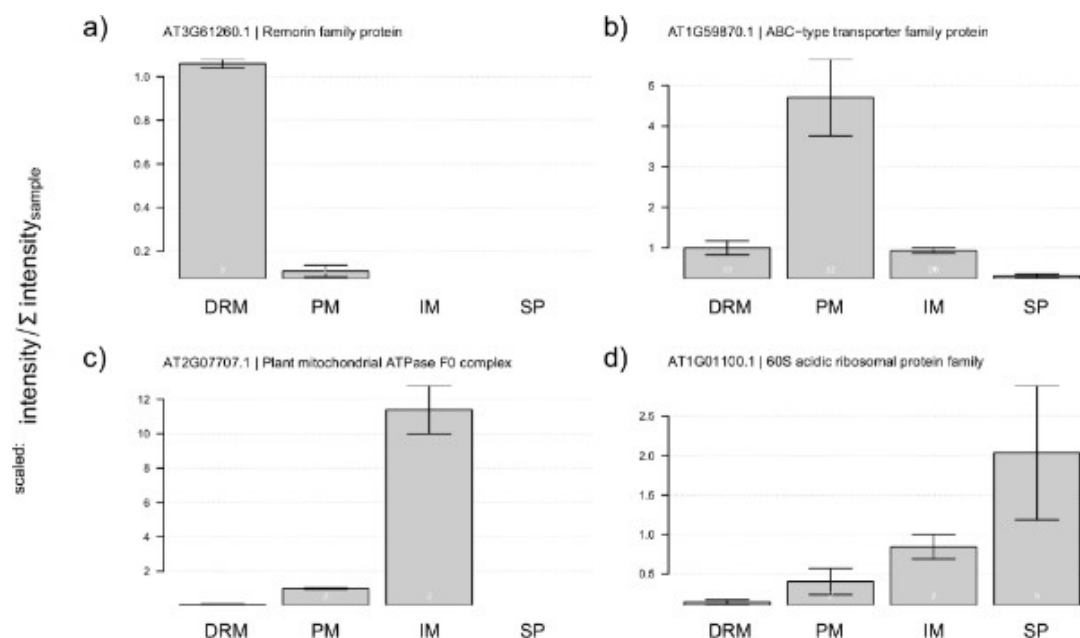 a) AT3G61260.1 | Remorin family protein
1.0
0.8
0.6
0.4
0.2
DRM PM IM SP
b) AT1G59870.1 | ABC−type transporter family protein
5
4
3
2
1
DRM PM IM SP
scaled: intensity/Σ intensity sample
c) AT2G07707.1 | Plant mitochondrial ATPase F0 complex
12
10
8
6
4
2
DRM PM IM SP
d) AT1G01100.1 | 60S acidic ribosomal protein family
2.5
2.0
1.5
1.0
0.5
DRM PM IM SP